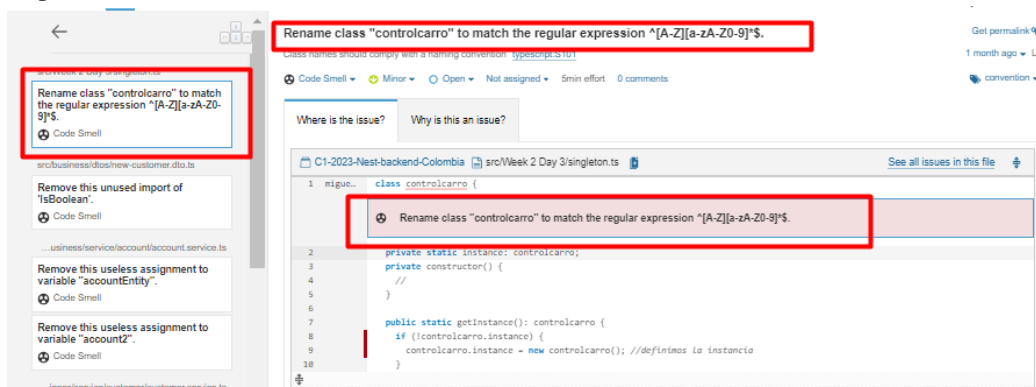 src/Week 2 Day 3/singleton.ts
Rename class "controlcarro" to match
the regular expression ^[A-Z][a-zA-Z0-
9]*$.
Code Smell
src/business/dtos/new-customer.dto.ts
Remove this unused import of
'IsBoolean'.
Code Smell
...usiness/service/account/account.service.ts
Remove this useless assignment to
variable "accountEntity".
Code Smell
Remove this useless assignment to
variable "account2".
Code Smell
Rename class "controlcarro" to match the regular expression ^[A-Z][a-zA-Z0-9]*$.
Get permalink
Class names should comply with a naming convention typescript:S101
1 month ago L
Code Smell Minor Open Not assigned 5min effort 0 comments
convention
Where is the issue? Why is this an issue?
C1-2023-Nest-backend-Colombia src/Week 2 Day 3/singleton.ts See all issues in this file
1 migue… class controlcarro {
Rename class "controlcarro" to match the regular expression ^[A-Z][a-zA-Z0-9]*$.
2 private static instance: controlcarro;
3 private constructor() {
4 //
5 }
6
7 public static getInstance(): controlcarro {
8 if (!controlcarro.instance) {
9 controlcarro.instance = new controlcarro(); //definimos la instancia
10 }